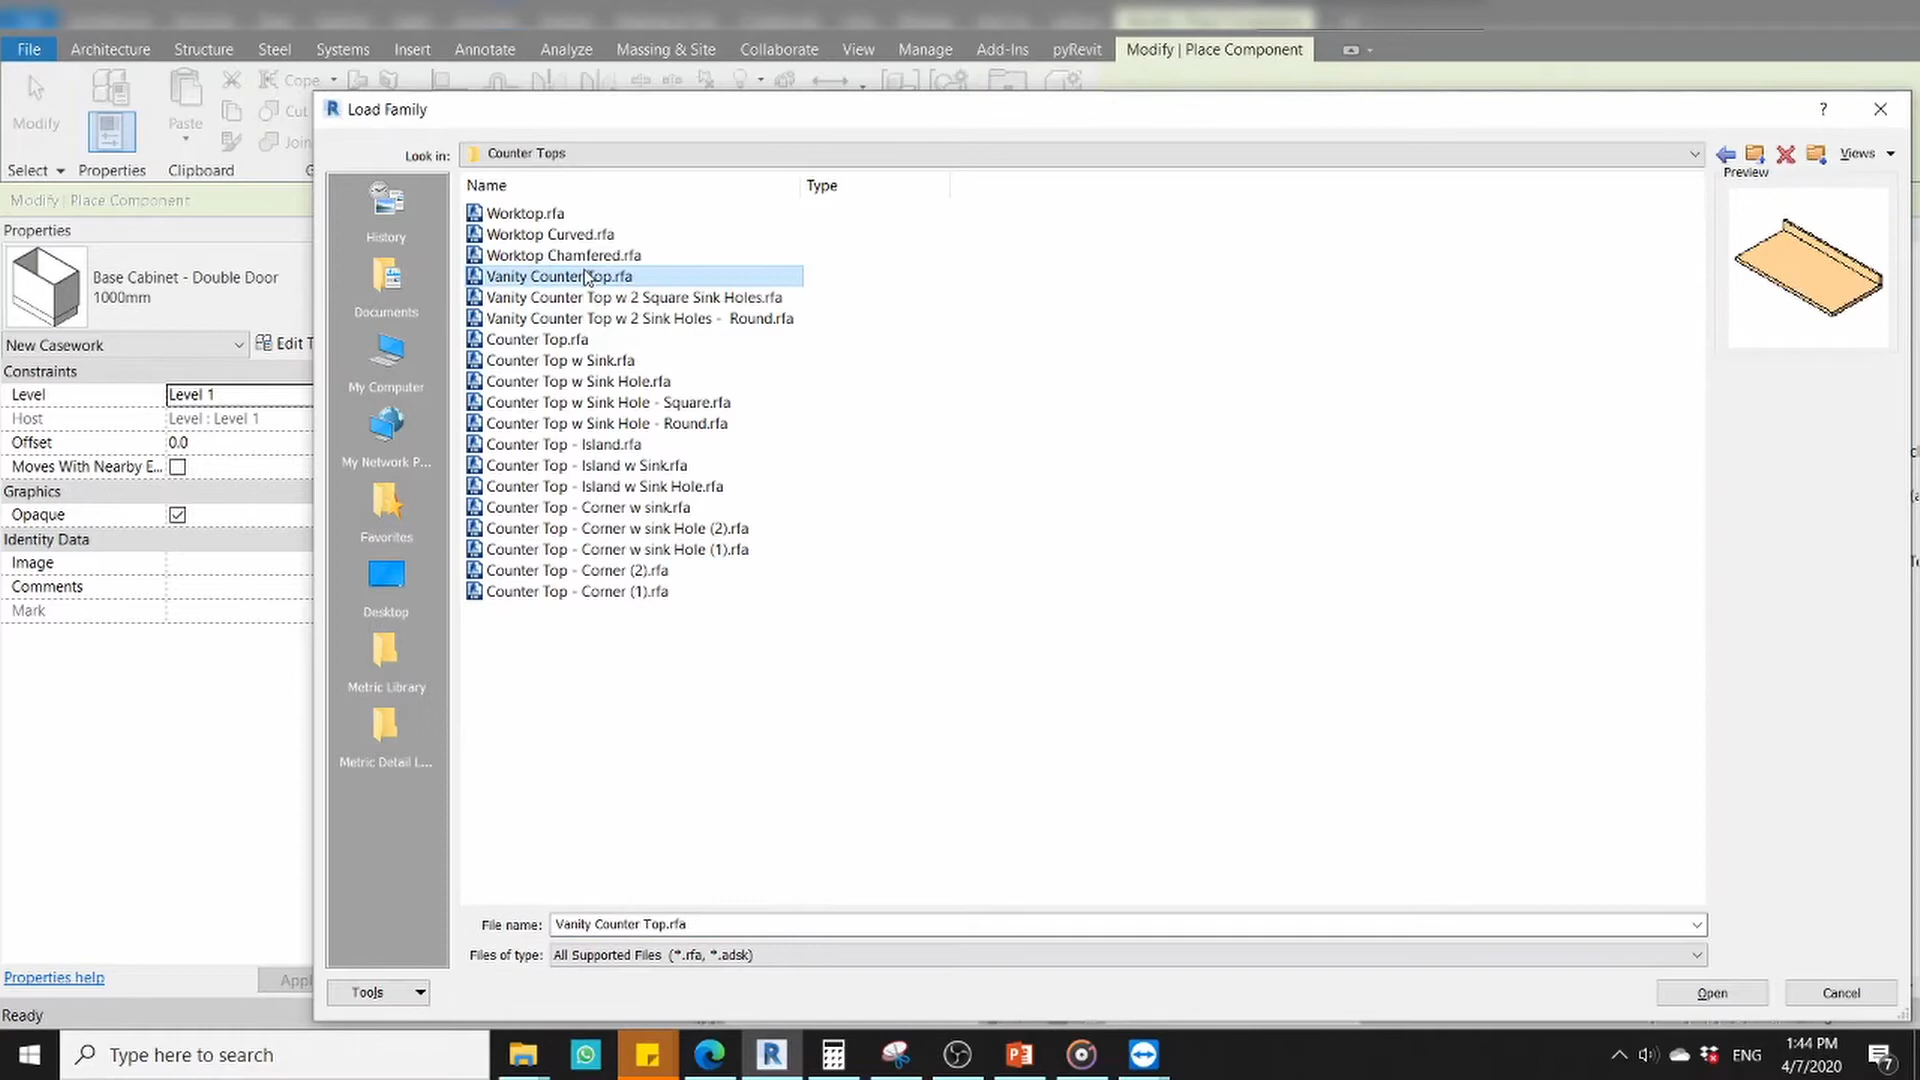 File Architecture Structure Steel Systems Insert Annotate Analyze Massing & Site Collaborate View Manage Add-Ins pyRevit Modify | Place Component
Modify
Paste
Cope
Cut
Join
Select Properties Clipboard
Modify | Place Component
Properties
Base Cabinet - Double Door
1000mm
New Casework
Edit T
Constraints
Level Level 1
Host Level : Level 1
Offset 0.0
Moves With Nearby E...
Graphics
Opaque
Identity Data
Image
Comments
Mark
Properties help
Appl
Ready
Load Family
?
Look in: Counter Tops
Views
Preview
History
Documents
My Computer
My Network P...
Favorites
Desktop
Metric Library
Metric Detail L...
Name Type
Worktop.rfa
Worktop Curved.rfa
Worktop Chamfered.rfa
Vanity Counter Top.rfa
Vanity Counter Top w 2 Square Sink Holes.rfa
Vanity Counter Top w 2 Sink Holes - Round.rfa
Counter Top.rfa
Counter Top w Sink.rfa
Counter Top w Sink Hole.rfa
Counter Top w Sink Hole - Square.rfa
Counter Top w Sink Hole - Round.rfa
Counter Top - Island.rfa
Counter Top - Island w Sink.rfa
Counter Top - Island w Sink Hole.rfa
Counter Top - Corner w sink.rfa
Counter Top - Corner w sink Hole (2).rfa
Counter Top - Corner w sink Hole (1).rfa
Counter Top - Corner (2).rfa
Counter Top - Corner (1).rfa
File name: Vanity Counter Top.rfa
Files of type: All Supported Files (*.rfa, *.adsk)
Tools
Open
Cancel
Type here to search
ENG
1:44 PM
4/7/2020
7